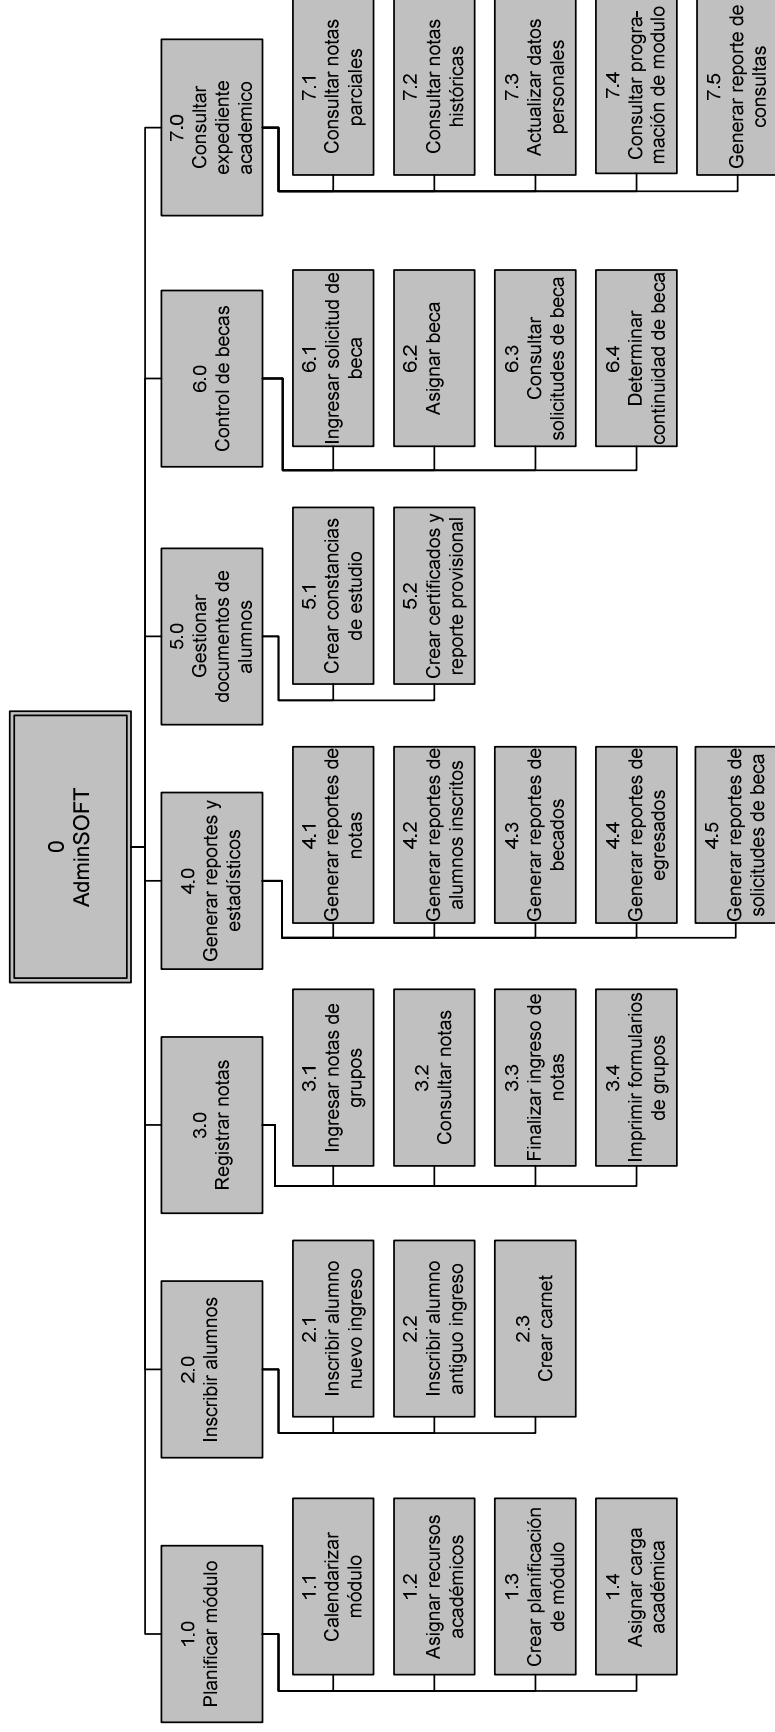 0
AdminSOFT
1.0
Planificar módulo
1.1
Calendarizar
módulo
1.2
Asignar recursos
académicos
1.3
Crear planificación
de módulo
1.4
Asignar carga
académica
2.0
Inscribir alumnos
2.1
Inscribir alumno
nuevo ingreso
2.2
Inscribir alumno
antiguo ingreso
2.3
Crear carnet
3.0
Registrar notas
3.1
Ingresar notas de
grupos
3.2
Consultar notas
3.3
Finalizar ingreso de
notas
3.4
Imprimir formularios
de grupos
4.0
Generar reportes y
estadísticos
4.1
Generar reportes de
notas
4.2
Generar reportes de
alumnos inscritos
4.3
Generar reportes de
becados
4.4
Generar reportes de
egresados
4.5
Generar reportes de
solicitudes de beca
5.0
Gestionar
documentos de
alumnos
5.1
Crear constancias
de estudio
5.2
Crear certificados y
reporte provisional
6.0
Control de becas
6.1
Ingresar solicitud de
beca
6.2
Asignar beca
6.3
Consultar
solicitudes de beca
6.4
Determinar
continuidad de beca
7.0
Consultar
expediente
academico
7.1
Consultar notas
parciales
7.2
Consultar notas
históricas
7.3
Actualizar datos
personales
7.4
Consultar progra-
mación de modulo
7.5
Generar reporte de
consultas